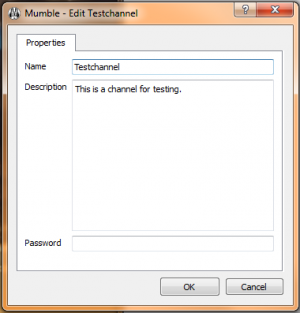 Mumble - Edit Testchannel
Properties
Name
Testchannel
Description
This is a channel for testing.
Password
OK
Cancel